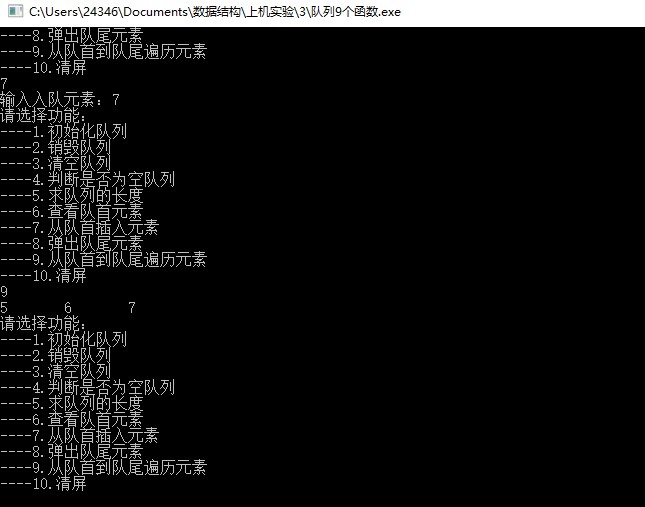 C:\Users\24346\Documents\数据结构\上机实验\3\队列9个函数.exe
----8.弹出队尾元素
----9.从队首到队尾遍历元素
----10.清屏
7
输入入队元素：7
请选择功能：
----1.初始化队列
----2.销毁队列
----3.清空队列
----4.判断是否为空队列
----5.求队列的长度
----6.查看队首元素
----7.从队首插入元素
----8.弹出队尾元素
----9.从队首到队尾遍历元素
----10.清屏
9
5 6 7
请选择功能：
----1.初始化队列
----2.销毁队列
----3.清空队列
----4.判断是否为空队列
----5.求队列的长度
----6.查看队首元素
----7.从队首插入元素
----8.弹出队尾元素
----9.从队首到队尾遍历元素
----10.清屏